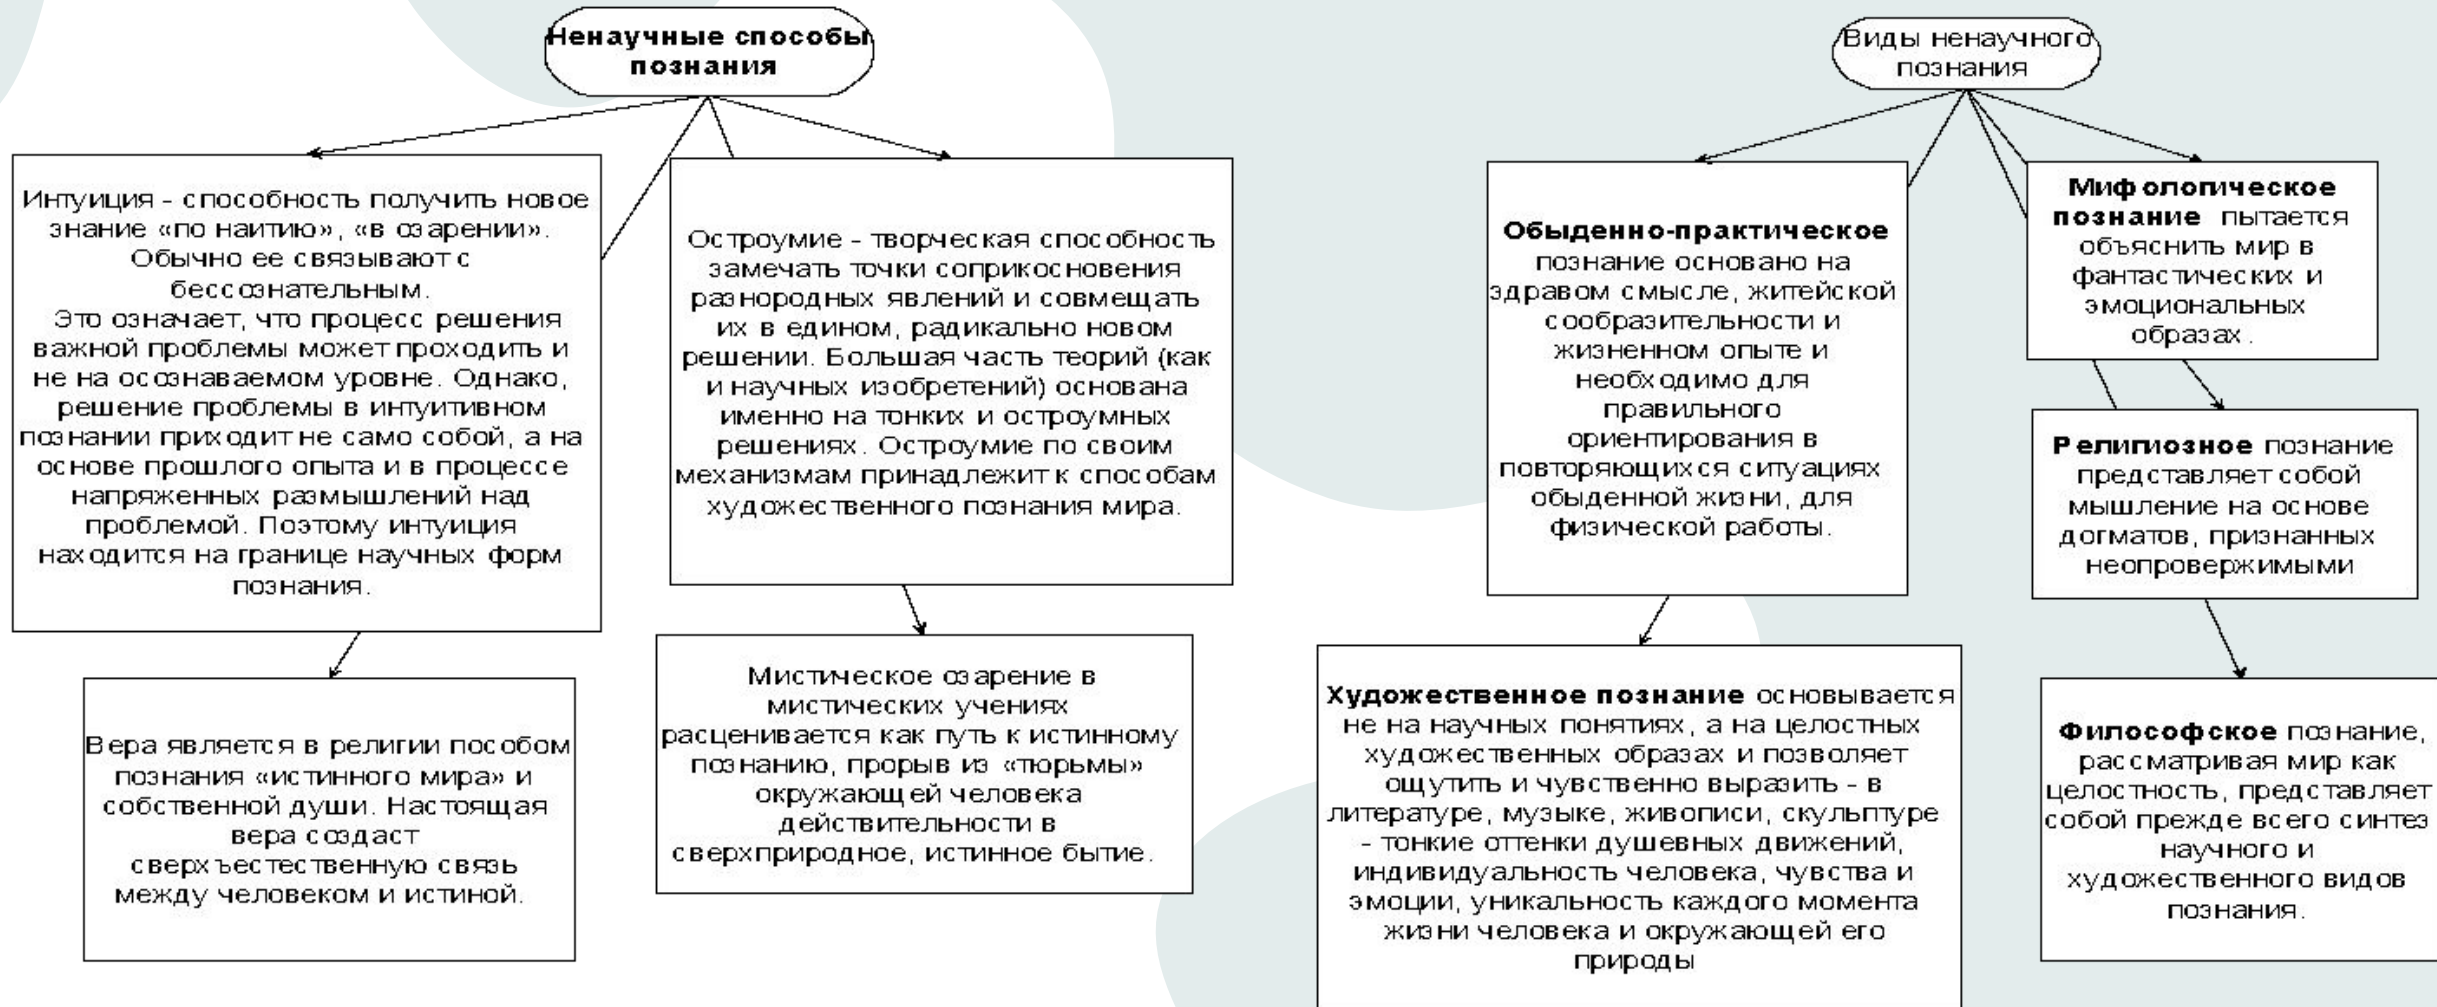 Ненаучные способы
познания
Интуиция - способность получить новое
знание «по наитию», «в озарении».
Обычно ее связывают с
бессознательным.
Это означает, что процесс решения
важной проблемы может проходить и
не на осознаваемом уровне. Однако,
решение проблемы в интуитивном
познании приходит не само собой, а на
основе прошлого опыта и в процессе
напряженных размышлений над
проблемой. Поэтому интуиция
находится на границе научных форм
познания.
Остроумие - творческая способность
замечать точки соприкосновения
разнородных явлений и совмещать
их в едином, радикально новом
решении. Большая часть теорий (как
и научных изобретений) основана
именно на тонких и остроумных
решениях. Остроумие по своим
механизмам принадлежит к способам
художественного познания мира.
Вера является в религии пособом
познания «истинного мира» и
собственной души. Настоящая
вера создаст
сверхъестественную связь
между человеком и истиной.
Мистическое озарение в
мистических учениях
расценивается как путь к истинному
познанию, прорыв из «тюрьмы»
окружающей человека
действительности в
сверхприродное, истинное бытие.
Виды ненаучного
познания
Обыденно-практическое
познание основано на
здравом смысле, житейской
сообразительности и
жизненном опыте и
необходимо для
правильного
ориентирования в
повторяющихся ситуациях
обыденной жизни, для
физической работы.
Мифологическое
познание пытается
объяснить мир в
фантастических и
эмоциональных
образах.
Религиозное познание
представляет собой
мышление на основе
догматов, признанных
неопровержимыми
Художественное познание основывается
не на научных понятиях, а на целостных
художественных образах и позволяет
ощутить и чувственно выразить - в
литературе, музыке, живописи, скульптуре
- тонкие оттенки душевных движений,
индивидуальность человека, чувства и
эмоции, уникальность каждого момента
жизни человека и окружающей его
природы
Философское познание,
рассматривая мир как
целостность, представляет
собой прежде всего синтез
научного и
художественного видов
познания.